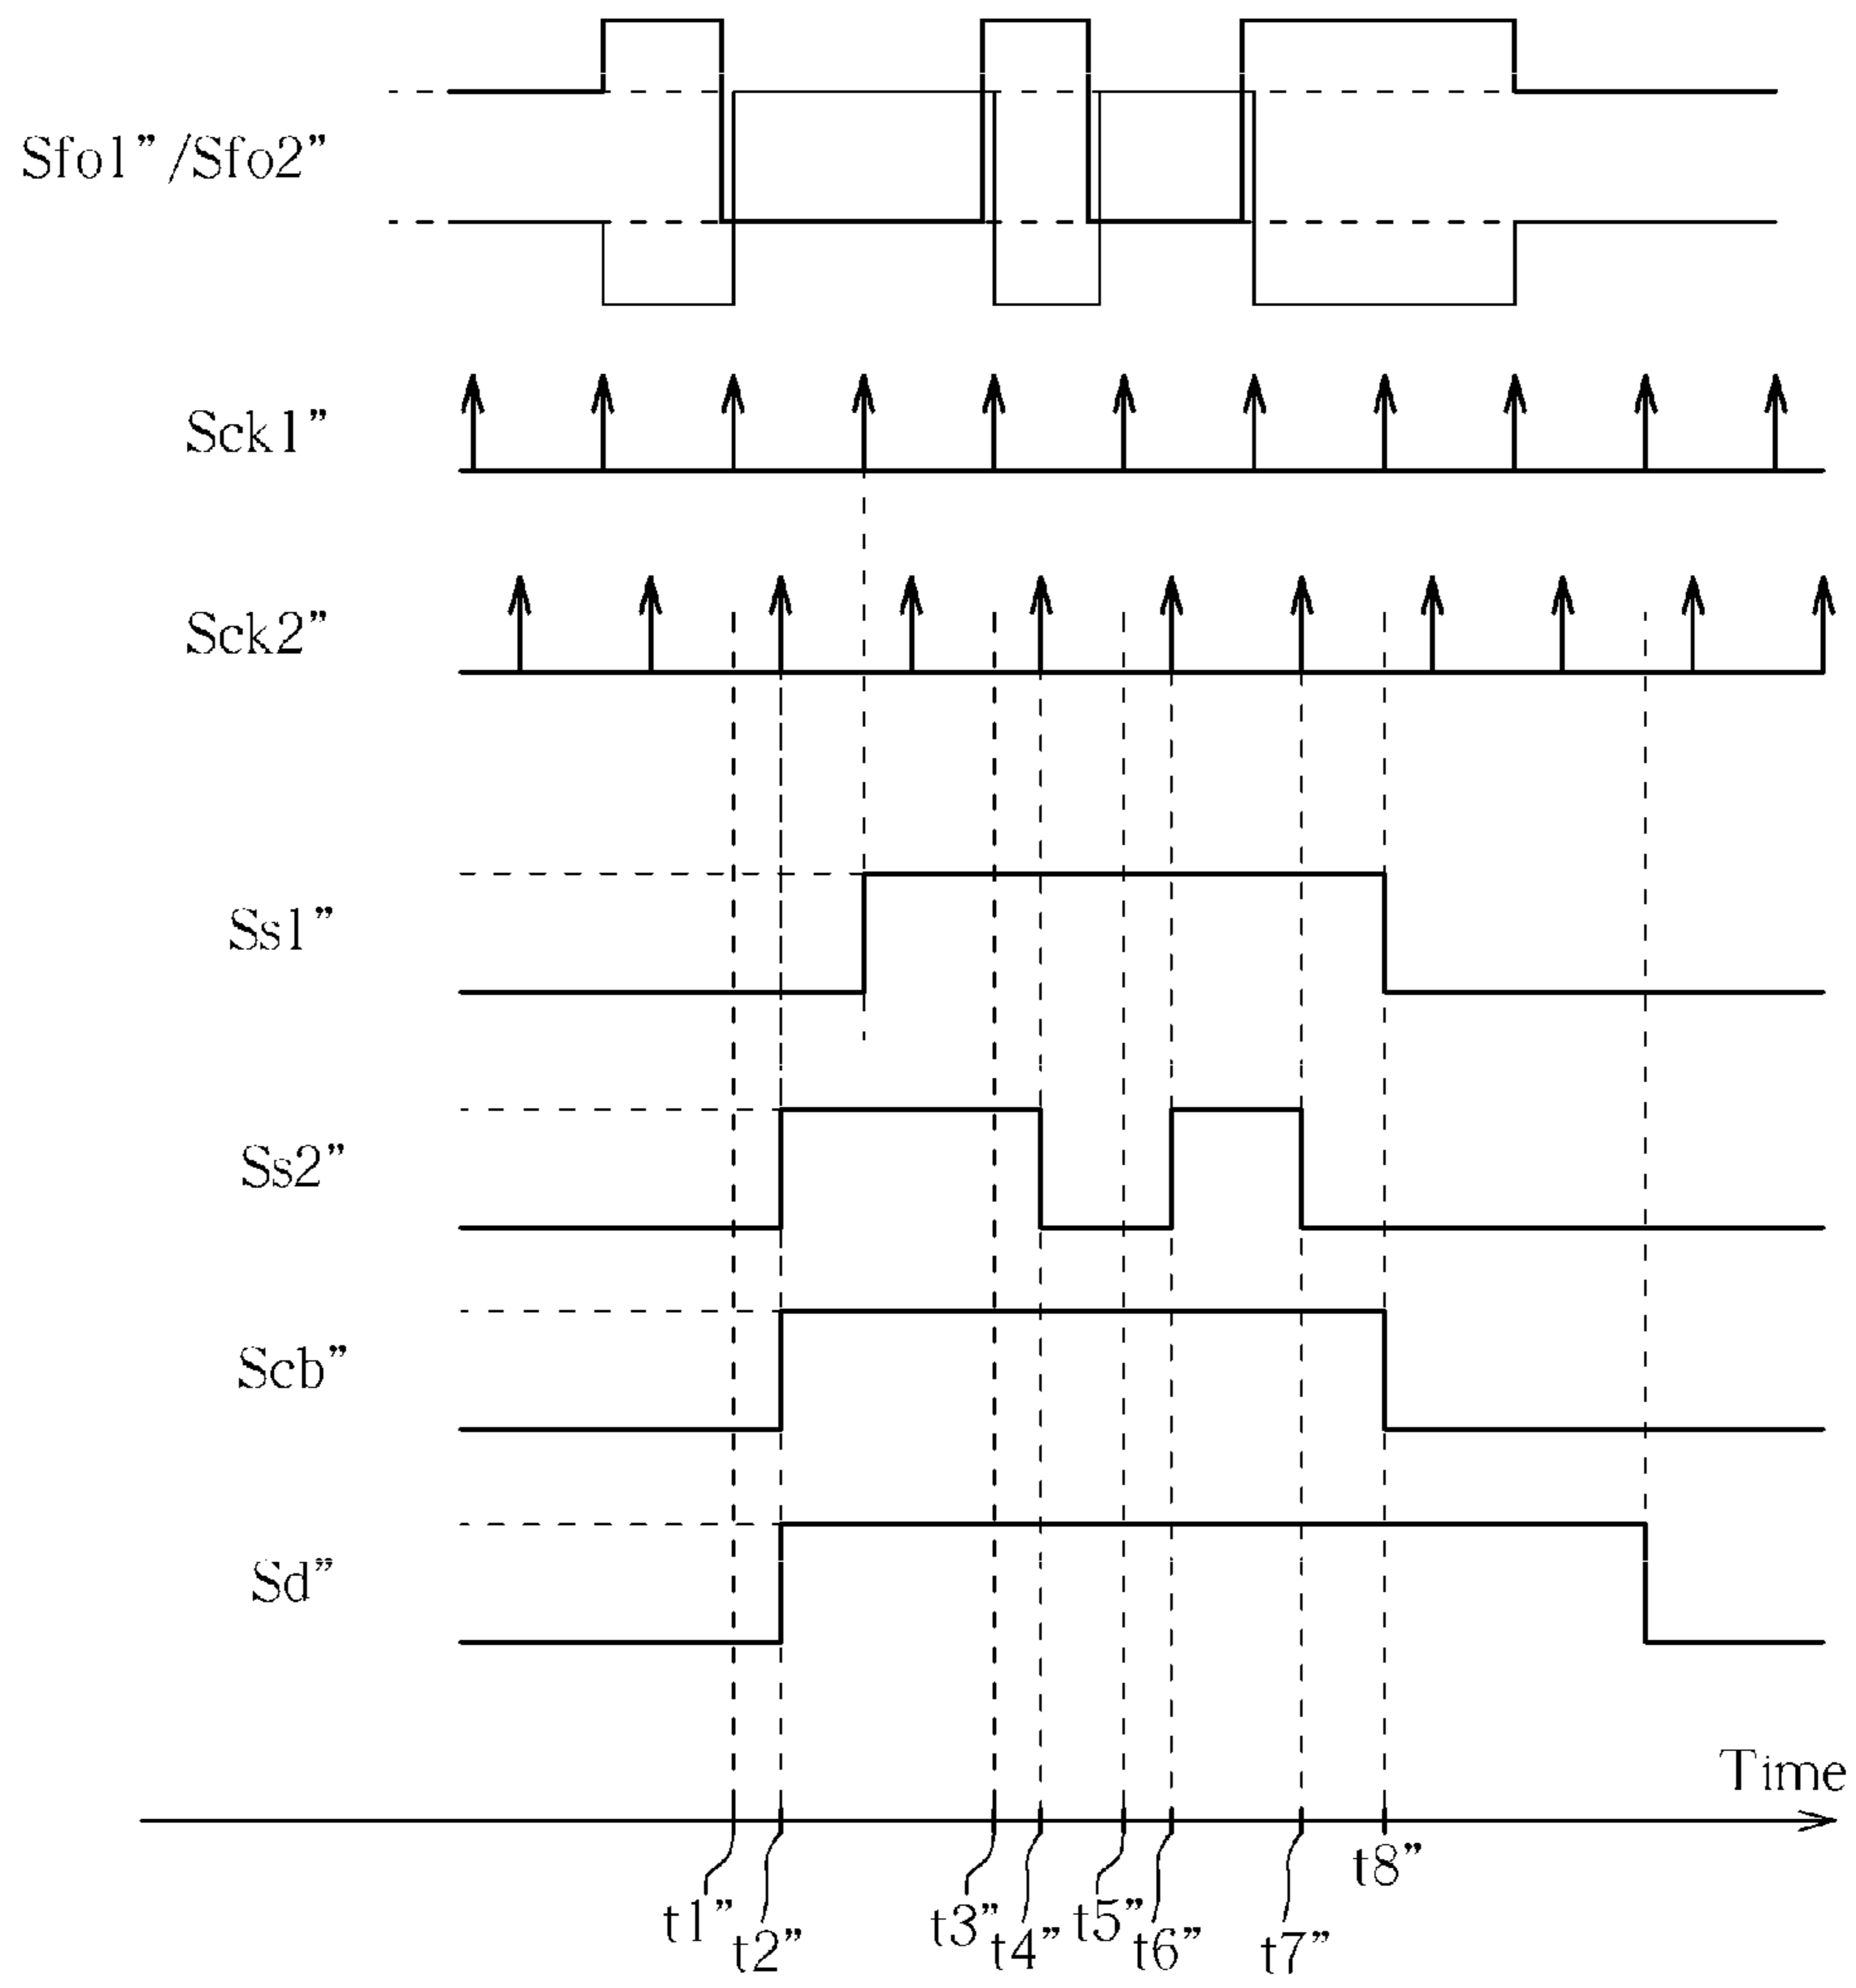 Sfo1”/Sfo2”
Sck1”
Sck2”
Ss1”
Ss2”
Scb”
Sd”
Time
t1” t2” t3” t4” t5” t6” t7” t8”